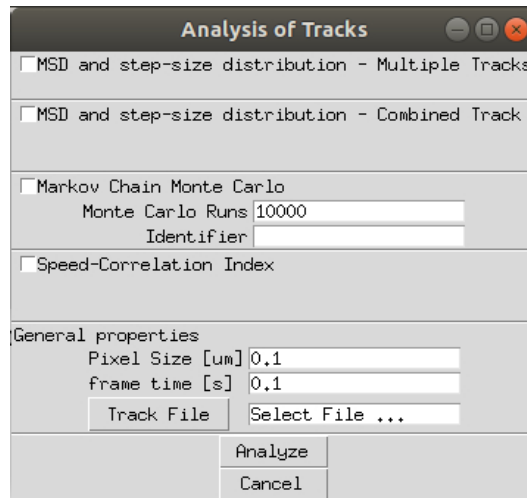 Analysis of Tracks
MSD and step-size distribution - Multiple Tracks
MSD and step-size distribution - Combined Track
Markov Chain Monte Carlo
Monte Carlo Runs 10000
Identifier
Speed-Correlation Index
General properties
Pixel Size [um] 0.1
frame time [s] 0.1
Track File Select File ...
Analyze
Cancel